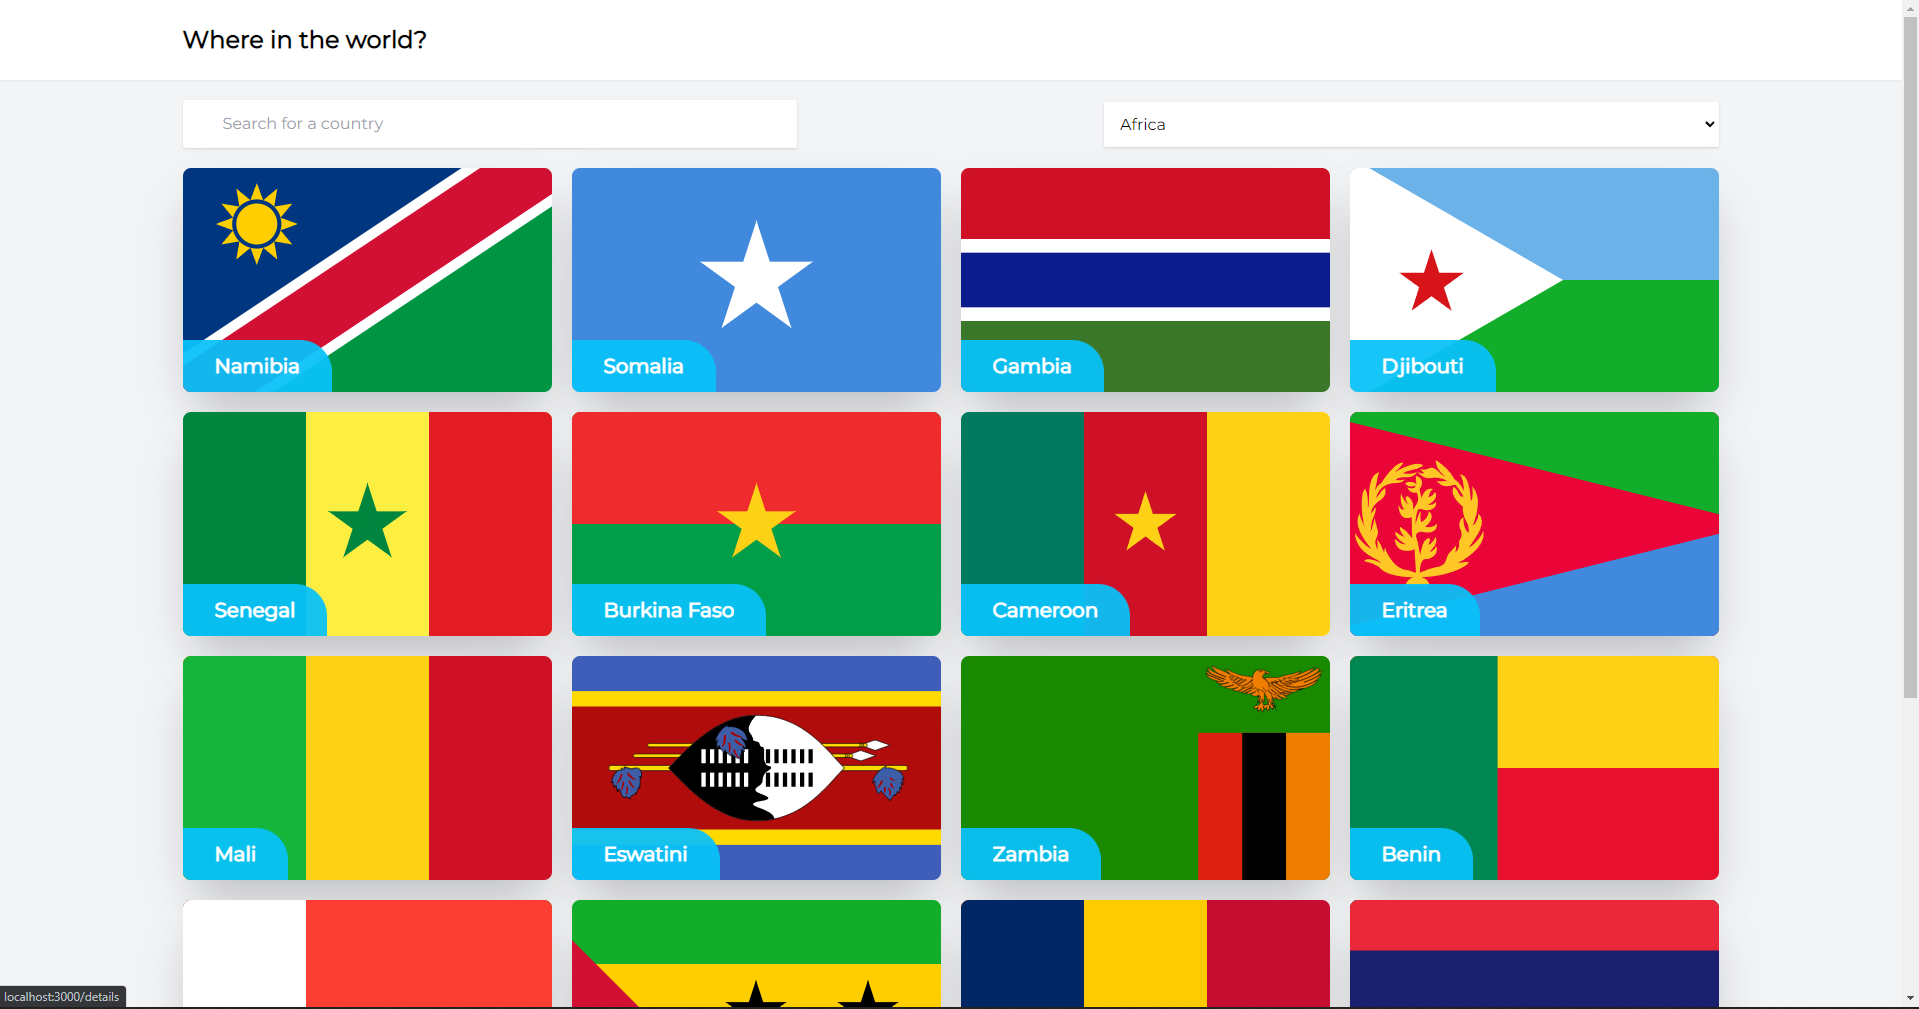 Where in the world?
Search for a country
Africa
Namibia
Somalia
Gambia
Djibouti
Senegal
Burkina Faso
Cameroon
Eritrea
Mali
Eswatini
Zambia
Benin
localhost:3000/details